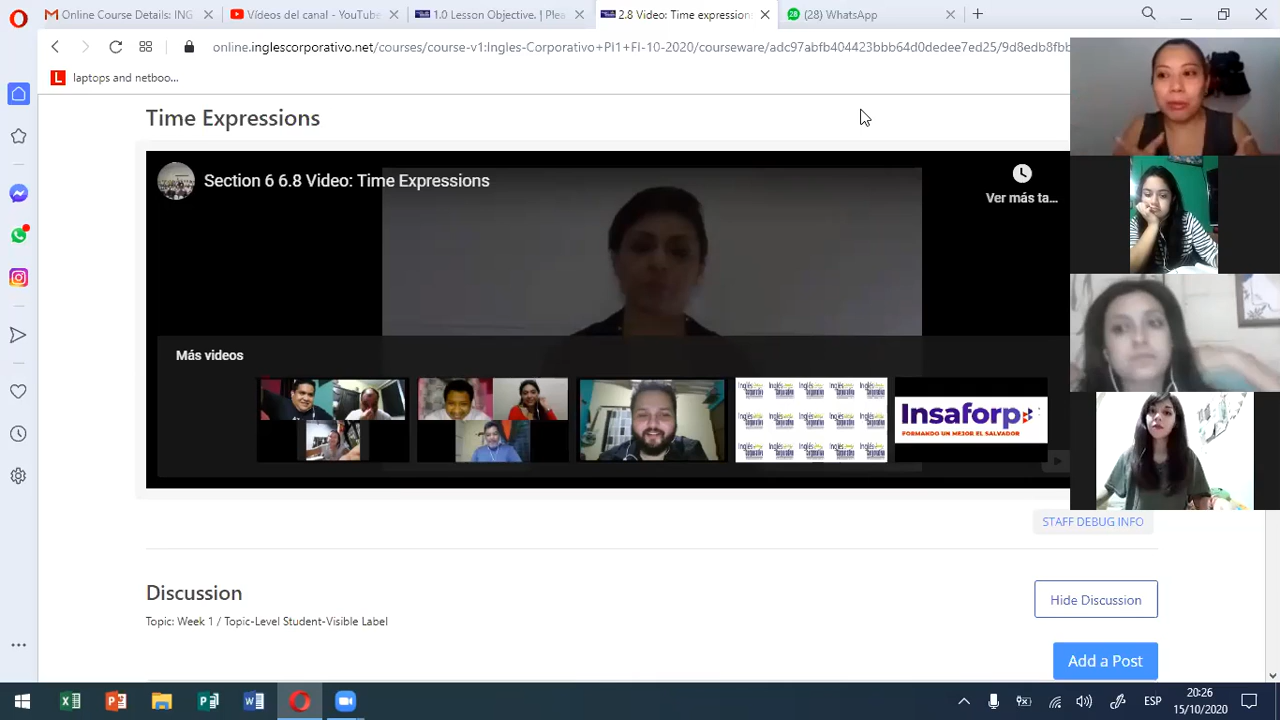 Online Course Details: ING
Vídeos del canal - YouTube
1.0 Lesson Objective. | Plea
2.8 Video: Time expressions
(28) WhatsApp
online.inglescorporativo.net/courses/course-v1:Ingles-Corporativo+PI1+FI-10-2020/courseware/adc97abfb404423bbb64d0dedee7ed25/9d8edb8fbb
laptops and netboo...
Time Expressions
Section 6 6.8 Video: Time Expressions
Ver más ta...
Más videos
Insaforp
FORMANDO UN MEJOR EL SALVADOR
STAFF DEBUG INFO
Discussion
Hide Discussion
Topic: Week 1 / Topic-Level Student-Visible Label
Add a Post
ESP
20:26
15/10/2020